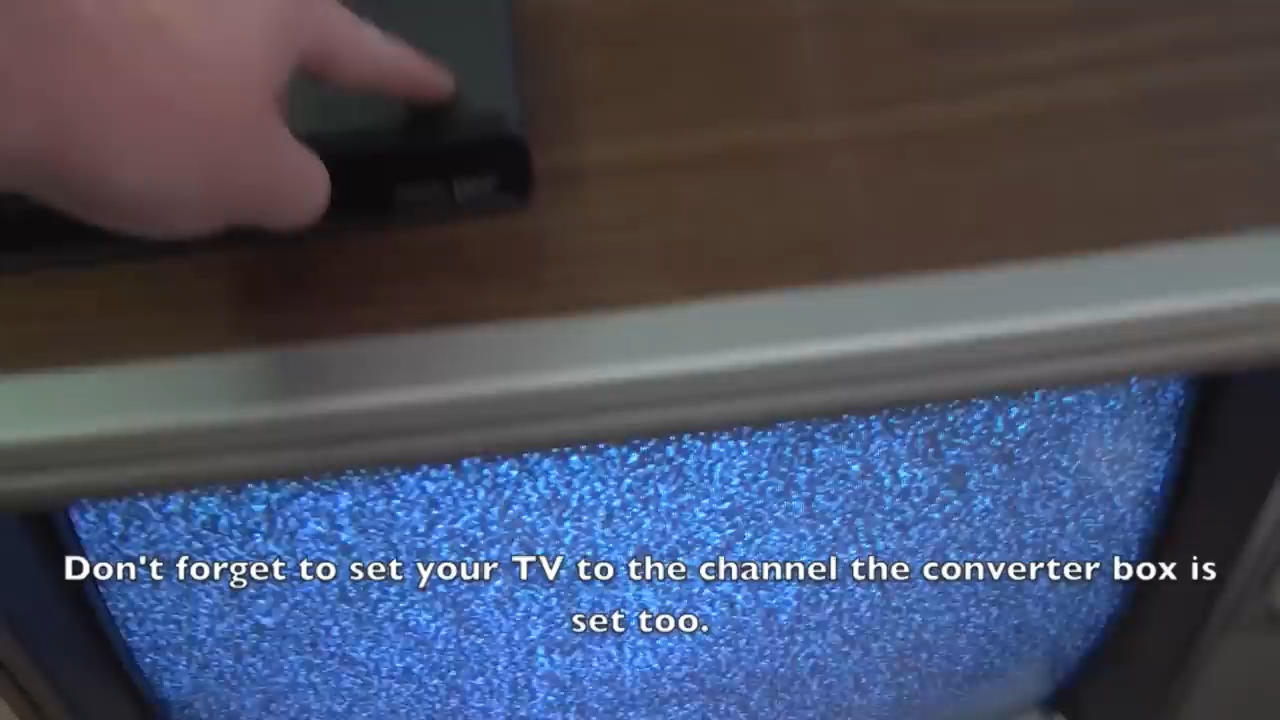 Don't forget to set your TV to the channel the converter box is
set too.